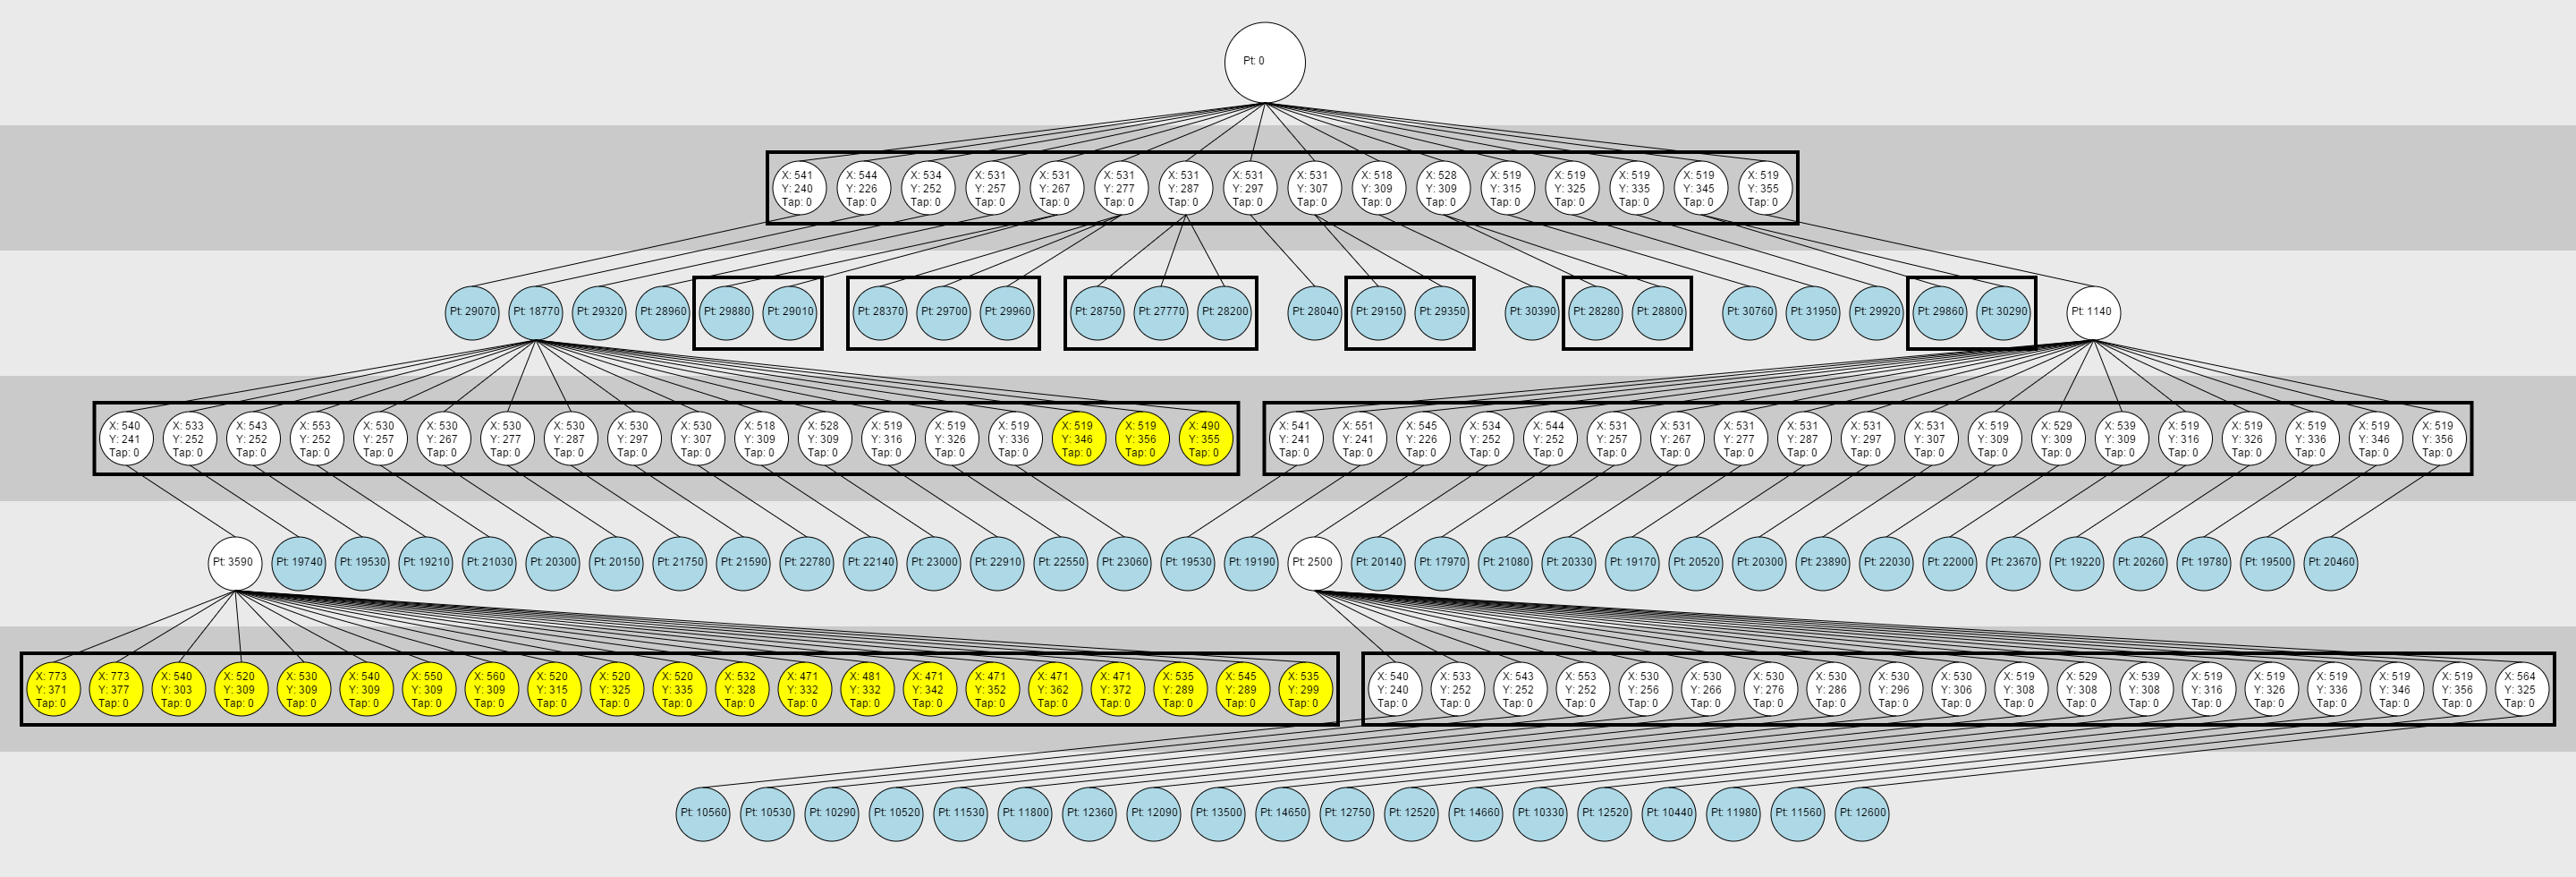 Pt: 0
X: 541
Y: 240
Tap: 0
X: 544
Y: 226
Tap: 0
X: 534
Y: 252
Tap: 0
X: 531
Y: 257
Tap: 0
X: 531
Y: 267
Tap: 0
X: 531
Y: 277
Tap: 0
X: 531
Y: 287
Tap: 0
X: 531
Y: 297
Tap: 0
X: 531
Y: 307
Tap: 0
X: 518
Y: 309
Tap: 0
X: 528
Y: 309
Tap: 0
X: 519
Y: 315
Tap: 0
X: 519
Y: 325
Tap: 0
X: 519
Y: 335
Tap: 0
X: 519
Y: 345
Tap: 0
X: 519
Y: 355
Tap: 0
Pt: 29070
Pt: 18770
Pt: 29320
Pt: 28960
Pt: 29880
Pt: 29010
Pt: 28370
Pt: 29700
Pt: 29960
Pt: 28750
Pt: 27770
Pt: 28200
Pt: 28040
Pt: 29150
Pt: 29350
Pt: 30390
Pt: 28280
Pt: 28800
Pt: 30760
Pt: 31950
Pt: 29920
Pt: 29860
Pt: 30290
Pt: 1140
X: 540
Y: 241
Tap: 0
X: 533
Y: 252
Tap: 0
X: 543
Y: 252
Tap: 0
X: 553
Y: 252
Tap: 0
X: 530
Y: 257
Tap: 0
X: 530
Y: 267
Tap: 0
X: 530
Y: 277
Tap: 0
X: 530
Y: 287
Tap: 0
X: 530
Y: 297
Tap: 0
X: 530
Y: 307
Tap: 0
X: 518
Y: 309
Tap: 0
X: 528
Y: 309
Tap: 0
X: 519
Y: 316
Tap: 0
X: 519
Y: 326
Tap: 0
X: 519
Y: 336
Tap: 0
X: 519
Y: 346
Tap: 0
X: 519
Y: 356
Tap: 0
X: 490
Y: 355
Tap: 0
X: 541
Y: 241
Tap: 0
X: 551
Y: 241
Tap: 0
X: 545
Y: 226
Tap: 0
X: 534
Y: 252
Tap: 0
X: 544
Y: 252
Tap: 0
X: 531
Y: 257
Tap: 0
X: 531
Y: 267
Tap: 0
X: 531
Y: 277
Tap: 0
X: 531
Y: 287
Tap: 0
X: 531
Y: 297
Tap: 0
X: 531
Y: 307
Tap: 0
X: 519
Y: 309
Tap: 0
X: 529
Y: 309
Tap: 0
X: 539
Y: 309
Tap: 0
X: 519
Y: 316
Tap: 0
X: 519
Y: 326
Tap: 0
X: 519
Y: 336
Tap: 0
X: 519
Y: 346
Tap: 0
X: 519
Y: 356
Tap: 0
Pt: 3590
Pt: 19740
Pt: 19530
Pt: 19210
Pt: 21030
Pt: 20300
Pt: 20150
Pt: 21750
Pt: 21590
Pt: 22780
Pt: 22140
Pt: 23000
Pt: 22910
Pt: 22550
Pt: 23060
Pt: 19530
Pt: 19190
Pt: 2500
Pt: 20140
Pt: 17970
Pt: 21080
Pt: 20330
Pt: 19170
Pt: 20520
Pt: 20300
Pt: 23890
Pt: 22030
Pt: 22000
Pt: 23670
Pt: 19220
Pt: 20260
Pt: 19780
Pt: 19500
Pt: 20460
X: 773
Y: 371
Tap: 0
X: 773
Y: 377
Tap: 0
X: 540
Y: 303
Tap: 0
X: 520
Y: 309
Tap: 0
X: 530
Y: 309
Tap: 0
X: 540
Y: 309
Tap: 0
X: 550
Y: 309
Tap: 0
X: 560
Y: 309
Tap: 0
X: 520
Y: 315
Tap: 0
X: 520
Y: 325
Tap: 0
X: 520
Y: 335
Tap: 0
X: 532
Y: 328
Tap: 0
X: 471
Y: 332
Tap: 0
X: 481
Y: 332
Tap: 0
X: 471
Y: 342
Tap: 0
X: 471
Y: 352
Tap: 0
X: 471
Y: 362
Tap: 0
X: 471
Y: 372
Tap: 0
X: 535
Y: 289
Tap: 0
X: 545
Y: 289
Tap: 0
X: 535
Y: 299
Tap: 0
X: 540
Y: 240
Tap: 0
X: 533
Y: 252
Tap: 0
X: 543
Y: 252
Tap: 0
X: 553
Y: 252
Tap: 0
X: 530
Y: 256
Tap: 0
X: 530
Y: 266
Tap: 0
X: 530
Y: 276
Tap: 0
X: 530
Y: 286
Tap: 0
X: 530
Y: 296
Tap: 0
X: 530
Y: 306
Tap: 0
X: 519
Y: 308
Tap: 0
X: 529
Y: 308
Tap: 0
X: 539
Y: 308
Tap: 0
X: 519
Y: 316
Tap: 0
X: 519
Y: 326
Tap: 0
X: 519
Y: 336
Tap: 0
X: 519
Y: 346
Tap: 0
X: 519
Y: 356
Tap: 0
X: 564
Y: 325
Tap: 0
Pt: 10560
Pt: 10530
Pt: 10290
Pt: 10520
Pt: 11530
Pt: 11800
Pt: 12360
Pt: 12090
Pt: 13500
Pt: 14650
Pt: 12750
Pt: 12520
Pt: 14660
Pt: 10330
Pt: 12520
Pt: 10440
Pt: 11980
Pt: 11560
Pt: 12600